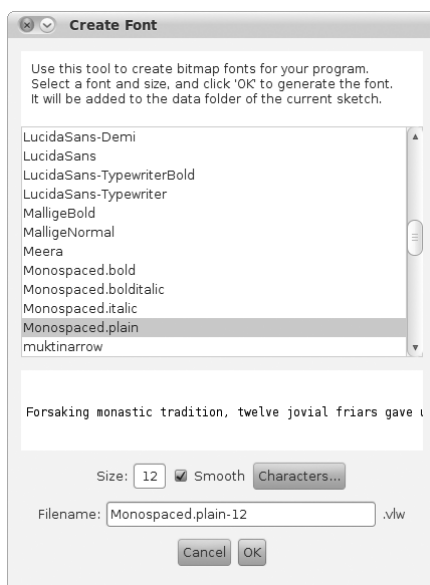 Create Font
Use this tool to create bitmap fonts for your program.
Select a font and size, and click 'OK' to generate the font.
It will be added to the data folder of the current sketch.
LucidaSans-Demi
LucidaSans
LucidaSans-TypewriterBold
LucidaSans-Typewriter
MalligeBold
MalligeNormal
Meera
Monospaced.bold
Monospaced.bolditalic
Monospaced.italic
Monospaced.plain
muktinarrow
Forsaking monastic tradition, twelve jovial friars gave
Size: 12 Smooth Characters...
Filename: Monospaced.plain-12 .vlw
Cancel OK